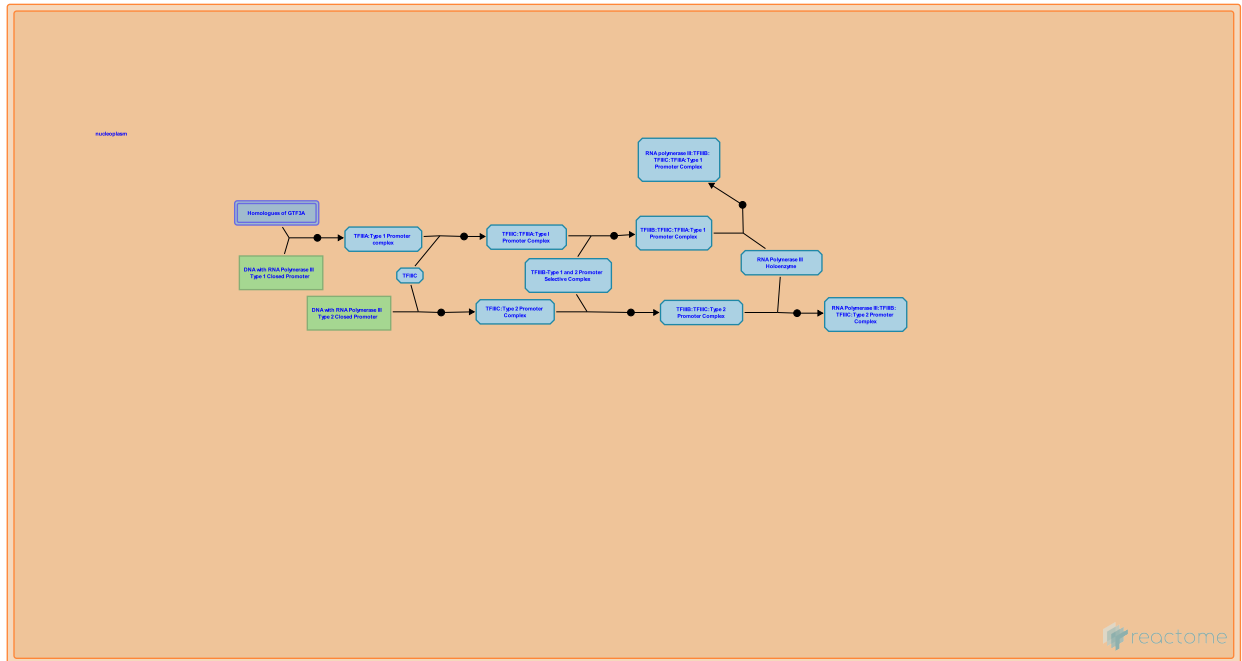 nucleoplasm
RNA polymerase III:TFIIIB:
TFIIIC:TFIIIA:Type 1
Promoter Complex
Homologues of GTF3A
TFIIIA:Type 1 Promoter
complex
TFIIIC:TFIIIA:Type I
Promoter Complex
TFIIIB:TFIIIC:TFIIIA:Type 1
Promoter Complex
DNA with RNA Polymerase III
Type 1 Closed Promoter
TFIIIC
TFIIIB-Type 1 and 2 Promoter
Selective Complex
RNA Polymerase III
Holoenzyme
DNA with RNA Polymerase III
Type 2 Closed Promoter
TFIIIC:Type 2 Promoter
Complex
TFIIIB:TFIIIC:Type 2
Promoter Complex
RNA Polymerase III:TFIIIB:
TFIIIC:Type 2 Promoter
Complex
reactome